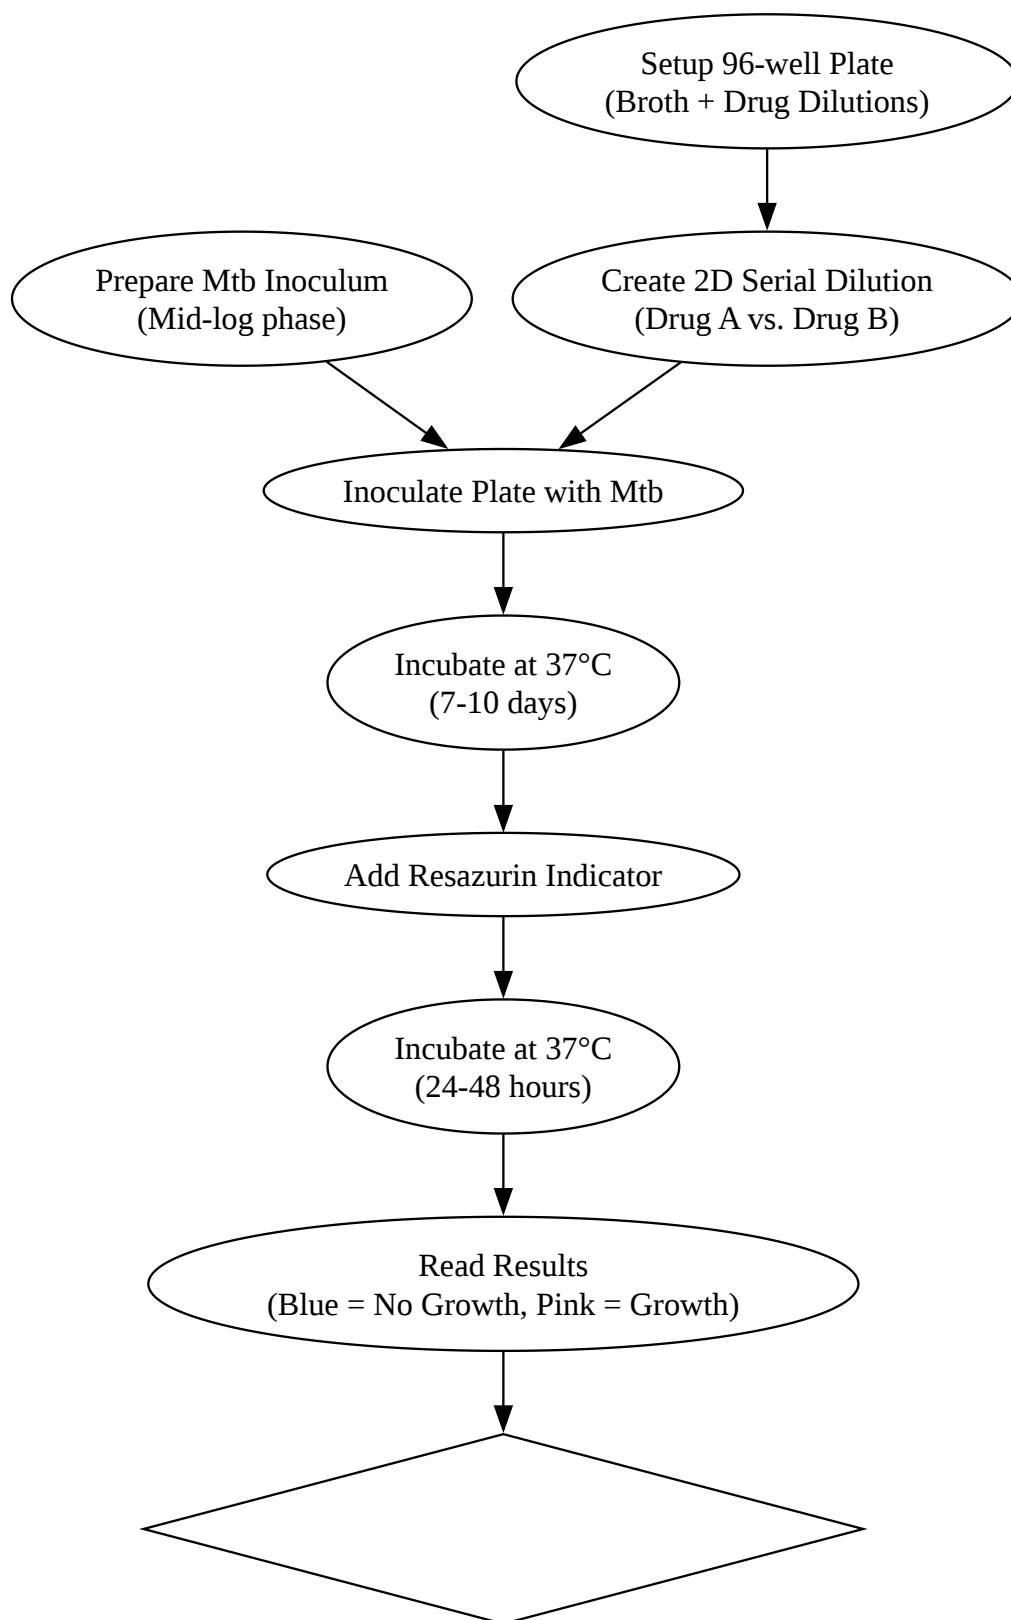 Setup 96-well Plate
(Broth + Drug Dilutions)
Prepare Mtb Inoculum
(Mid-log phase)
Create 2D Serial Dilution
(Drug A vs. Drug B)
Inoculate Plate with Mtb
Incubate at 37°C
(7-10 days)
Add Resazurin Indicator
Incubate at 37°C
(24-48 hours)
Read Results
(Blue = No Growth, Pink = Growth)